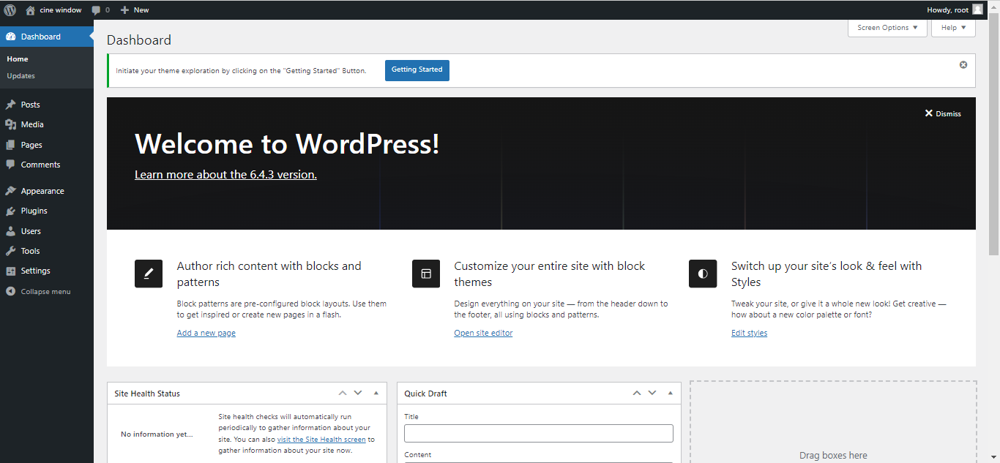 cine window
0
New
Howdy, root
Dashboard
Home
Updates
Posts
Media
Pages
Comments
Appearance
Plugins
Users
Tools
Settings
Collapse menu
Screen Options
Help
Dashboard
Initiate your theme exploration by clicking on the "Getting Started" Button.
Getting Started
Dismiss
Welcome to WordPress!
Learn more about the 6.4.3 version.
Author rich content with blocks and
patterns
Block patterns are pre-configured block layouts. Use them
to get inspired or create new pages in a flash.
Add a new page
Customize your entire site with block
themes
Design everything on your site — from the header down to
the footer, all using blocks and patterns.
Open site editor
Switch up your site’s look & feel with
Styles
Tweak your site, or give it a whole new look! Get creative —
how about a new color palette or font?
Edit styles
Site Health Status
No information yet...
Site health checks will automatically run
periodically to gather information about your
site. You can also visit the Site Health screen to
gather information about your site now.
Quick Draft
Title
Content
Drag boxes here